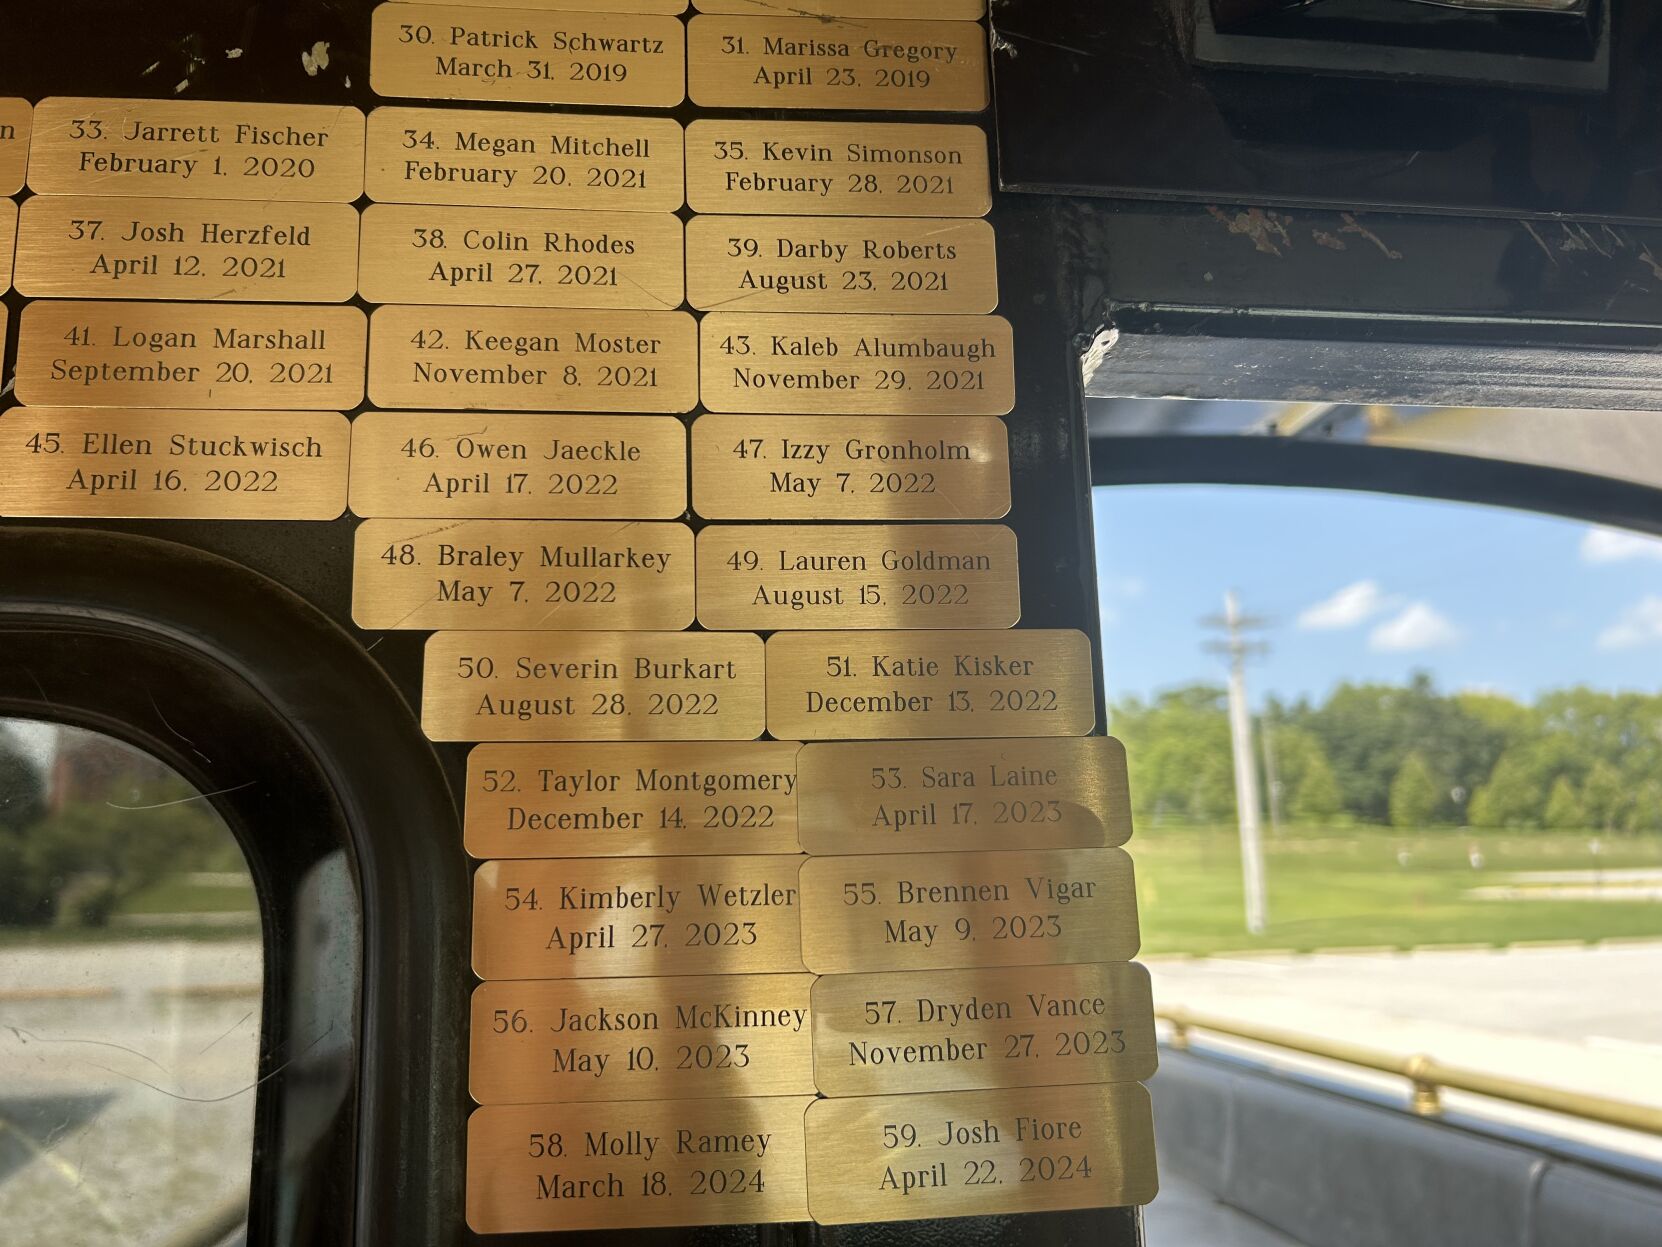 30. Patrick Schwartz
March 31, 2019
31. Marissa Gregory
April 23, 2019
33. Jarrett Fischer
February 1, 2020
34. Megan Mitchell
February 20, 2021
35. Kevin Simonson
February 28, 2021
37. Josh Herzfeld
April 12, 2021
38. Colin Rhodes
April 27, 2021
39. Darby Roberts
August 23, 2021
41. Logan Marshall
September 20, 2021
42. Keegan Moster
November 8, 2021
43. Kaleb Alumbaugh
November 29, 2021
45. Ellen Stuckwisch
April 16, 2022
46. Owen Jaeckle
April 17, 2022
47. Izzy Gronholm
May 7, 2022
48. Braley Mullarkey
May 7, 2022
49. Lauren Goldman
August 15, 2022
50. Severin Burkart
August 28, 2022
51. Katie Kisker
December 13, 2022
52. Taylor Montgomery
December 14, 2022
53. Sara Laine
April 17, 2023
54. Kimberly Wetzler
April 27, 2023
55. Brennen Vigar
May 9, 2023
56. Jackson McKinney
May 10, 2023
57. Dryden Vance
November 27, 2023
58. Molly Ramey
March 18, 2024
59. Josh Fiore
April 22, 2024